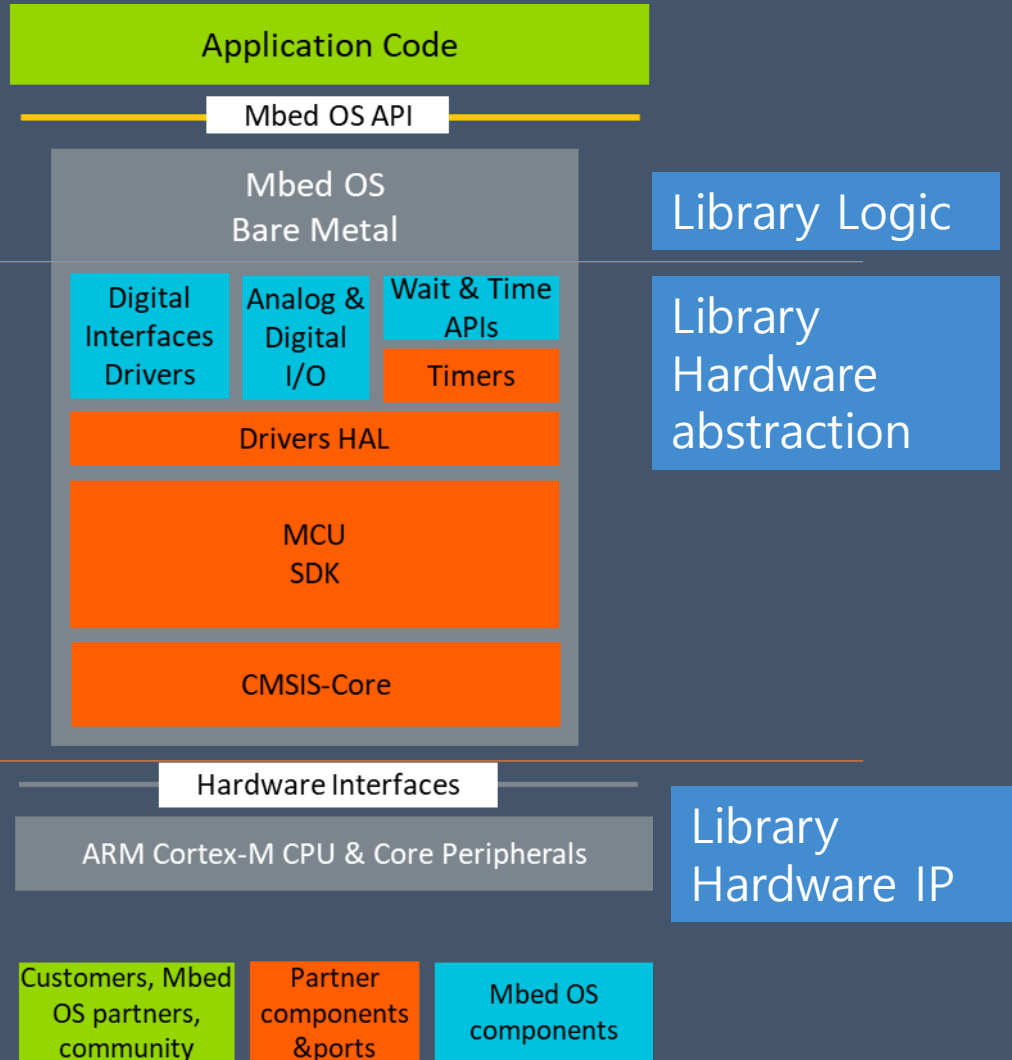 Application Code
Mbed OS API
Mbed OS
Bare Metal
Library Logic
Digital
Interfaces
Drivers
Analog &
Digital
I/O
Wait & Time
APIs
Timers
Library
Hardware
abstraction
Drivers HAL
MCU
SDK
CMSIS-Core
Hardware Interfaces
ARM Cortex-M CPU & Core Peripherals
Library
Hardware IP
Customers, Mbed
OS partners,
community
Partner
components
&ports
Mbed OS
components